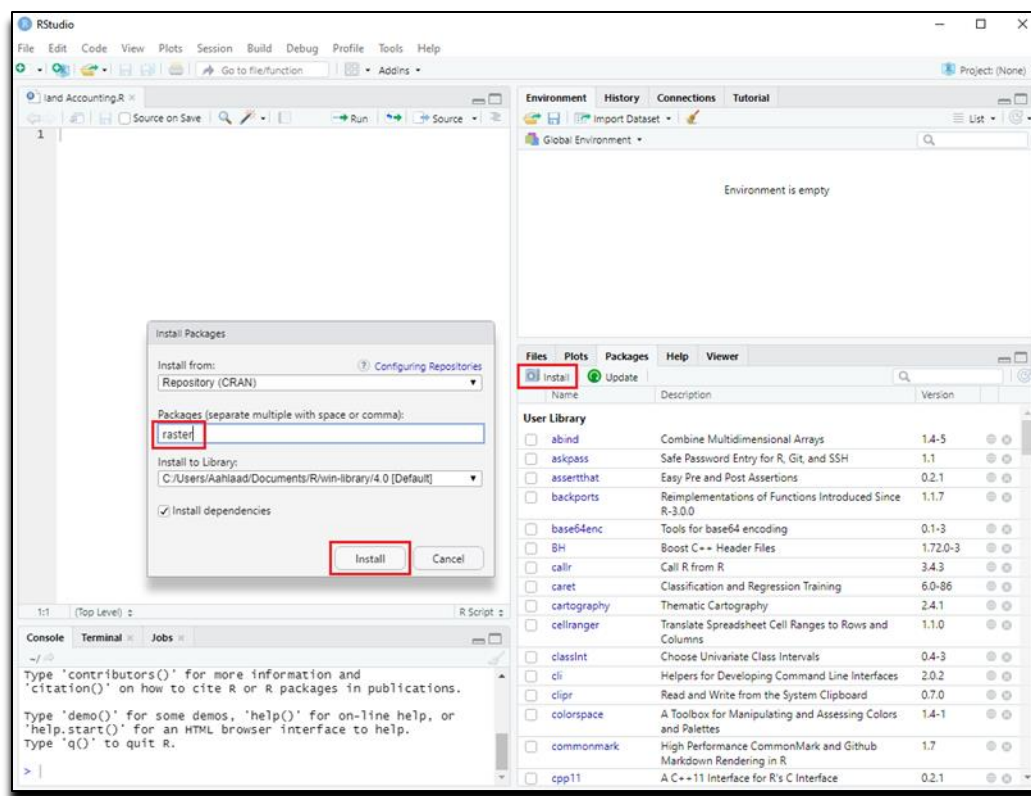 RStudio
File Edit Code View Plots Session Build Debug Profile Tools Help
Go to file/function Addins
Project: (None)
land Accounting.R
Source on Save Run Source
1
Install Packages
Install from: Configuring Repositories
Repository (CRAN)
Packages (separate multiple with space or comma):
raster
Install to Library:
C:/Users/Aahlaad/Documents/R/win-library/4.0 [Default]
Install dependencies
Install Cancel
1:1 (Top Level) R Script
Console Terminal Jobs
~/
Type 'contributors()' for more information and
'citation()' on how to cite R or R packages in publications.
Type 'demo()' for some demos, 'help()' for on-line help, or
'help.start()' for an HTML browser interface to help.
Type 'q()' to quit R.
>
Environment History Connections Tutorial
Import Dataset List
Global Environment
Environment is empty
Files Plots Packages Help Viewer
Install Update
Name Description Version
User Library
abind Combine Multidimensional Arrays 1.4-5
askpass Safe Password Entry for R, Git, and SSH 1.1
assertthat Easy Pre and Post Assertions 0.2.1
backports Reimplementations of Functions Introduced Since 1.1.7
R-3.0.0
base64enc Tools for base64 encoding 0.1-3
BH Boost C++ Header Files 1.72.0-3
callr Call R from R 3.4.3
caret Classification and Regression Training 6.0-86
cartography Thematic Cartography 2.4.1
cellranger Translate Spreadsheet Cell Ranges to Rows and 1.1.0
Columns
classInt Choose Univariate Class Intervals 0.4-3
cli Helpers for Developing Command Line Interfaces 2.0.2
clipr Read and Write from the System Clipboard 0.7.0
colorspace A Toolbox for Manipulating and Assessing Colors 1.4-1
and Palettes
commonmark High Performance CommonMark and Github 1.7
Markdown Rendering in R
cpp11 A C++11 Interface for R's C Interface 0.2.1